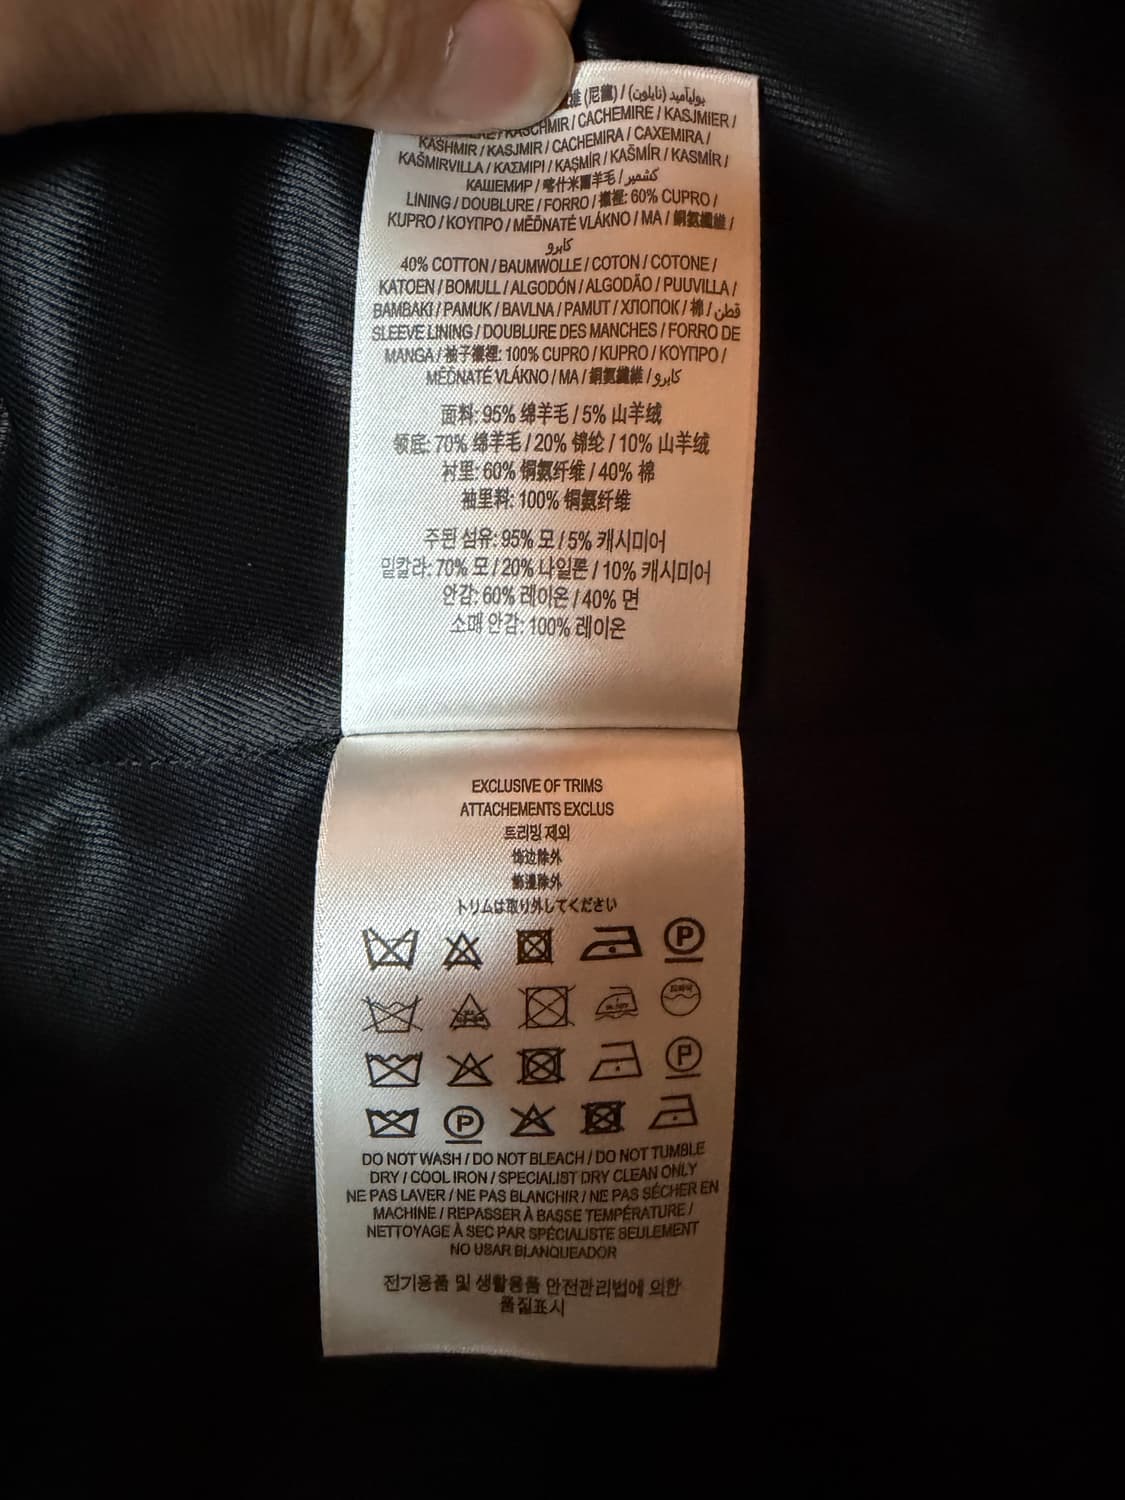 維 (尼龍) / بوليأميد (نايلون)
KASCHMIR / CACHEMIRE / KASJMIER /
KASHMIR / KASJMIR / CACHEMIRA / CAXEMIRA /
KAŠMIRVILLA / ΚΑΣΜΙΡΙ / KAŞMİR / KAŠMÍR / KASMÍR /
КАШЕМИР / 喀什米爾羊毛 / كشمير
LINING / DOUBLURE / FORRO / 襯裡: 60% CUPRO /
KUPRO / ΚΟΥΠΡΟ / MĚĎNATÉ VLÁKNO / MA / 銅氨纖維 /
كابرو
40% COTTON / BAUMWOLLE / COTON / COTONE /
KATOEN / BOMULL / ALGODÓN / ALGODÃO / PUUVILLA /
BAMBAKI / PAMUK / BAVLNA / PAMUT / ХЛОПОК / 棉 / قطن
SLEEVE LINING / DOUBLURE DES MANCHES / FORRO DE
MANGA / 袖子襯裡: 100% CUPRO / KUPRO / ΚΟΥΠΡΟ /
MĚĎNATÉ VLÁKNO / MA / 銅氨纖維 / كابرو
面料: 95% 绵羊毛 / 5% 山羊绒
领底: 70% 绵羊毛 / 20% 锦纶 / 10% 山羊绒
衬里: 60% 铜氨纤维 / 40% 棉
袖里料: 100% 铜氨纤维
주된 섬유: 95% 모 / 5% 캐시미어
밑칼라: 70% 모 / 20% 나일론 / 10% 캐시미어
안감: 60% 레이온 / 40% 면
소매 안감: 100% 레이온
EXCLUSIVE OF TRIMS
ATTACHEMENTS EXCLUS
트리밍 제외
饰边除外
飾邊除外
トリムは取り外してください
P
P
P
DO NOT WASH / DO NOT BLEACH / DO NOT TUMBLE
DRY / COOL IRON / SPECIALIST DRY CLEAN ONLY
NE PAS LAVER / NE PAS BLANCHIR / NE PAS SÉCHER EN
MACHINE / REPASSER À BASSE TEMPÉRATURE /
NETTOYAGE À SEC PAR SPÉCIALISTE SEULEMENT
NO USAR BLANQUEADOR
전기용품 및 생활용품 안전관리법에 의한
품질표시